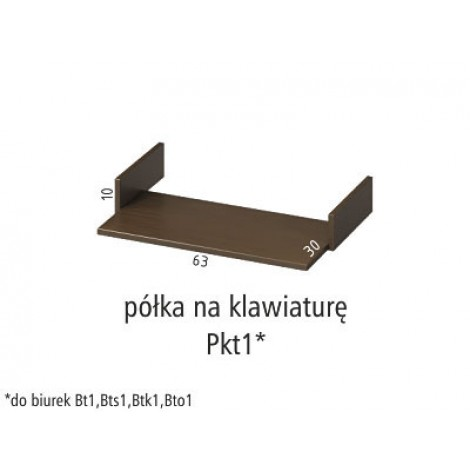 10
30
63
półka na klawiaturę
Pkt1*
*do biurek Bt1,Bts1,Btk1,Bto1